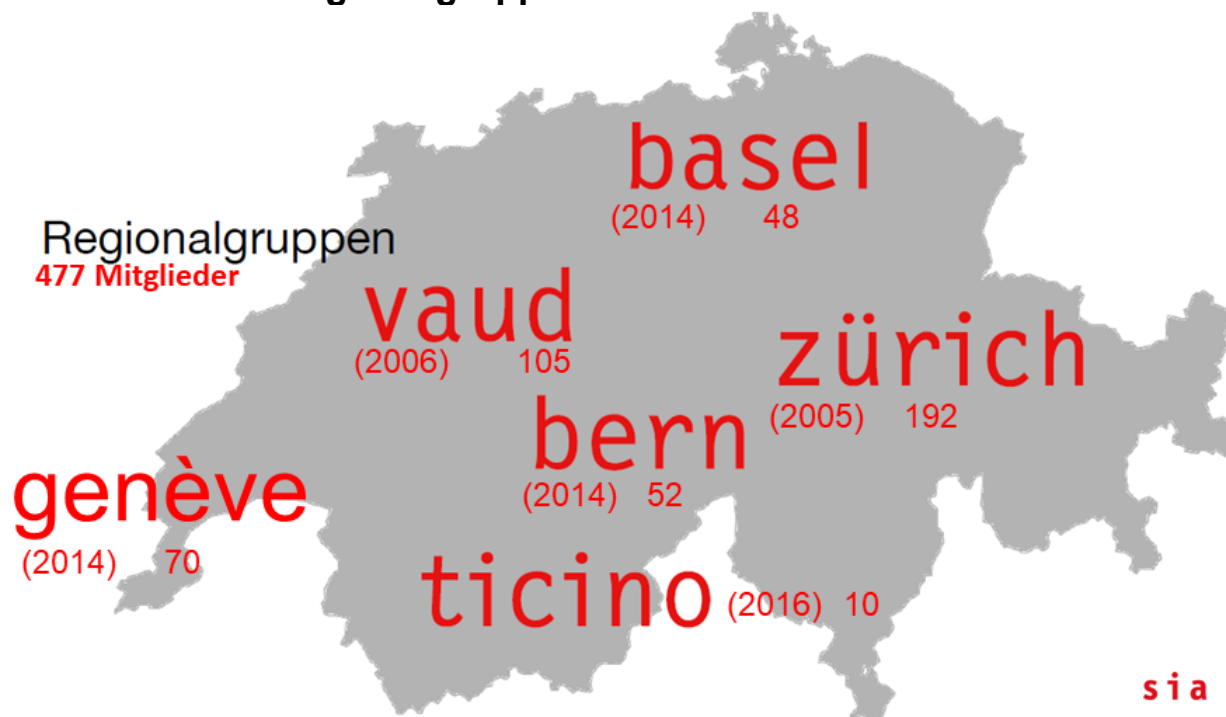 basel
(2014) 48
Regionalgruppen
477 Mitglieder
vaud
(2006) 105
zürich
(2005) 192
bern
(2014) 52
genève
(2014) 70
ticino (2016) 10
sia